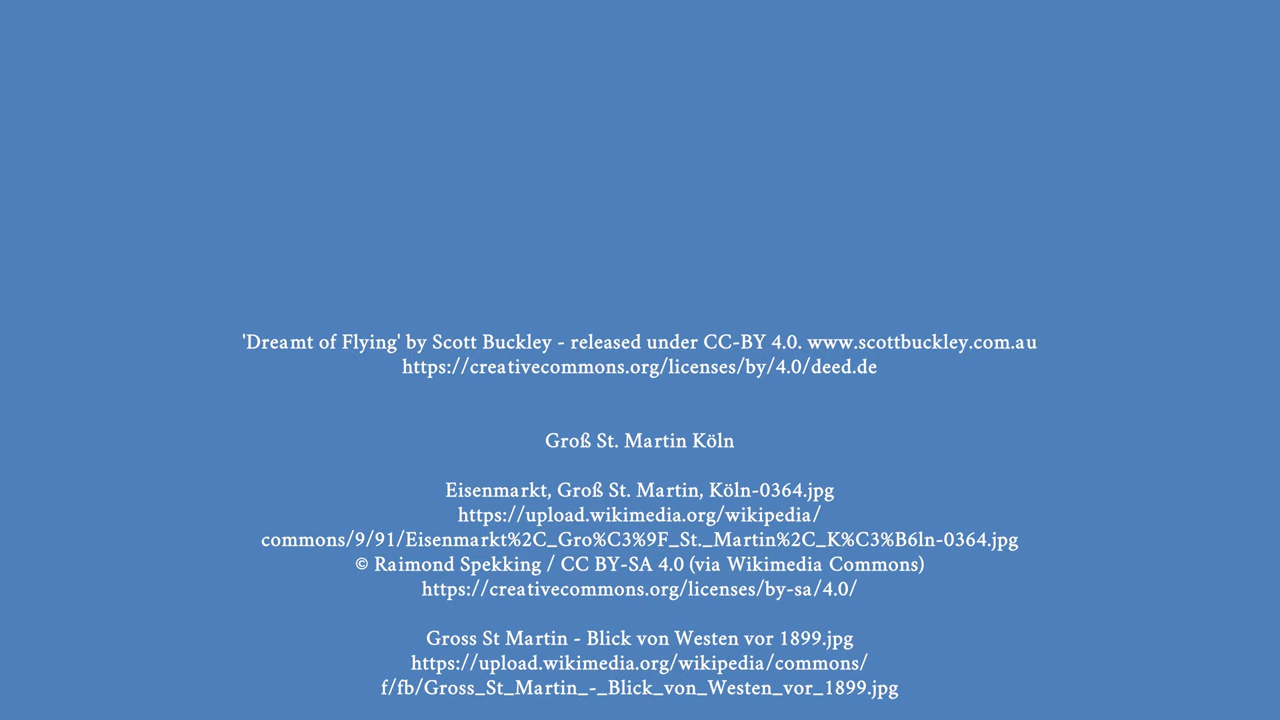 'Dreamt of Flying' by Scott Buckley - released under CC-BY 4.0. www.scottbuckley.com.au
https://creativecommons.org/licenses/by/4.0/deed.de
Groß St. Martin Köln
Eisenmarkt, Groß St. Martin, Köln-0364.jpg
https://upload.wikimedia.org/wikipedia/
commons/9/91/Eisenmarkt%2C_Gro%C3%9F_St._Martin%2C_K%C3%B6ln-0364.jpg
© Raimond Spekking / CC BY-SA 4.0 (via Wikimedia Commons)
https://creativecommons.org/licenses/by-sa/4.0/
Gross St Martin - Blick von Westen vor 1899.jpg
https://upload.wikimedia.org/wikipedia/commons/
f/fb/Gross_St_Martin_-_Blick_von_Westen_vor_1899.jpg